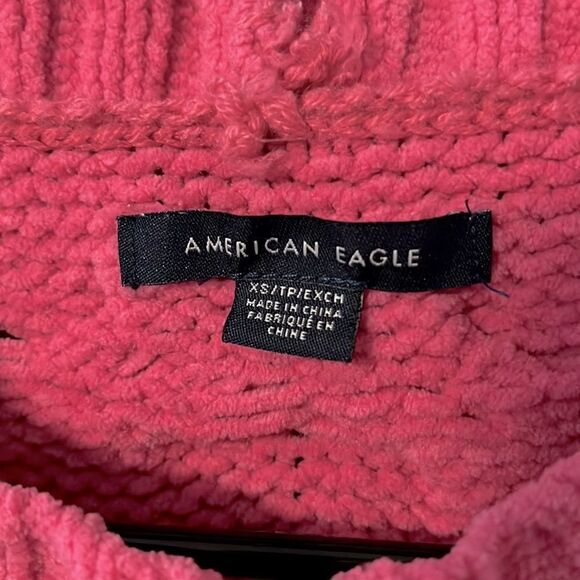 AMERICAN EAGLE
XS/TP/EXCH
MADE IN CHINA
FABRIQUÉ EN
CHINE